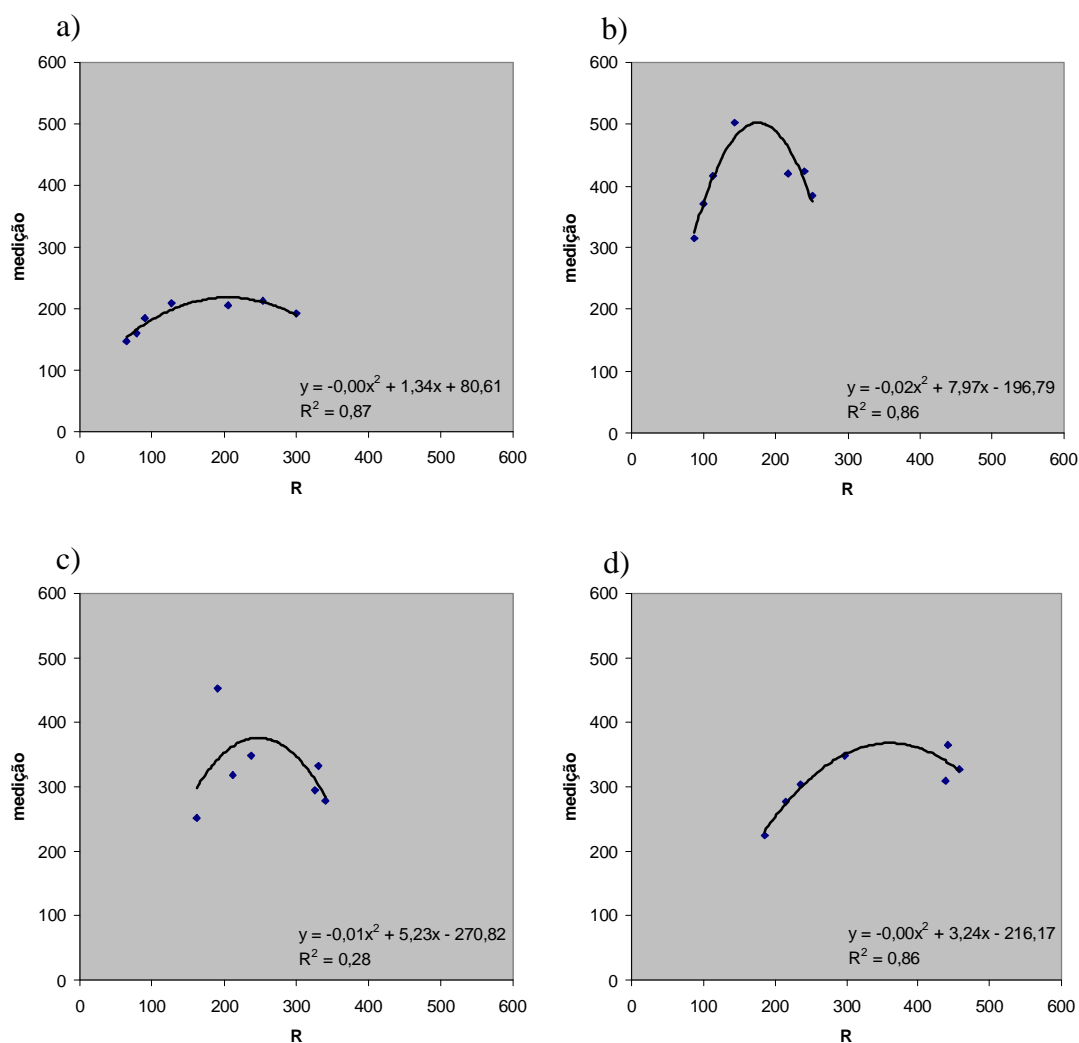 a)
600
500
400
300
200
100
0
medição
y = -0,00x² + 1,34x + 80,61
R² = 0,87
0 100 200 300 400 500 600
R
b)
600
500
400
300
200
100
0
medição
y = -0,02x² + 7,97x - 196,79
R² = 0,86
0 100 200 300 400 500 600
R
c)
600
500
400
300
200
100
0
medição
y = -0,01x² + 5,23x - 270,82
R² = 0,28
0 100 200 300 400 500 600
R
d)
600
500
400
300
200
100
0
medição
y = -0,00x² + 3,24x - 216,17
R² = 0,86
0 100 200 300 400 500 600
R